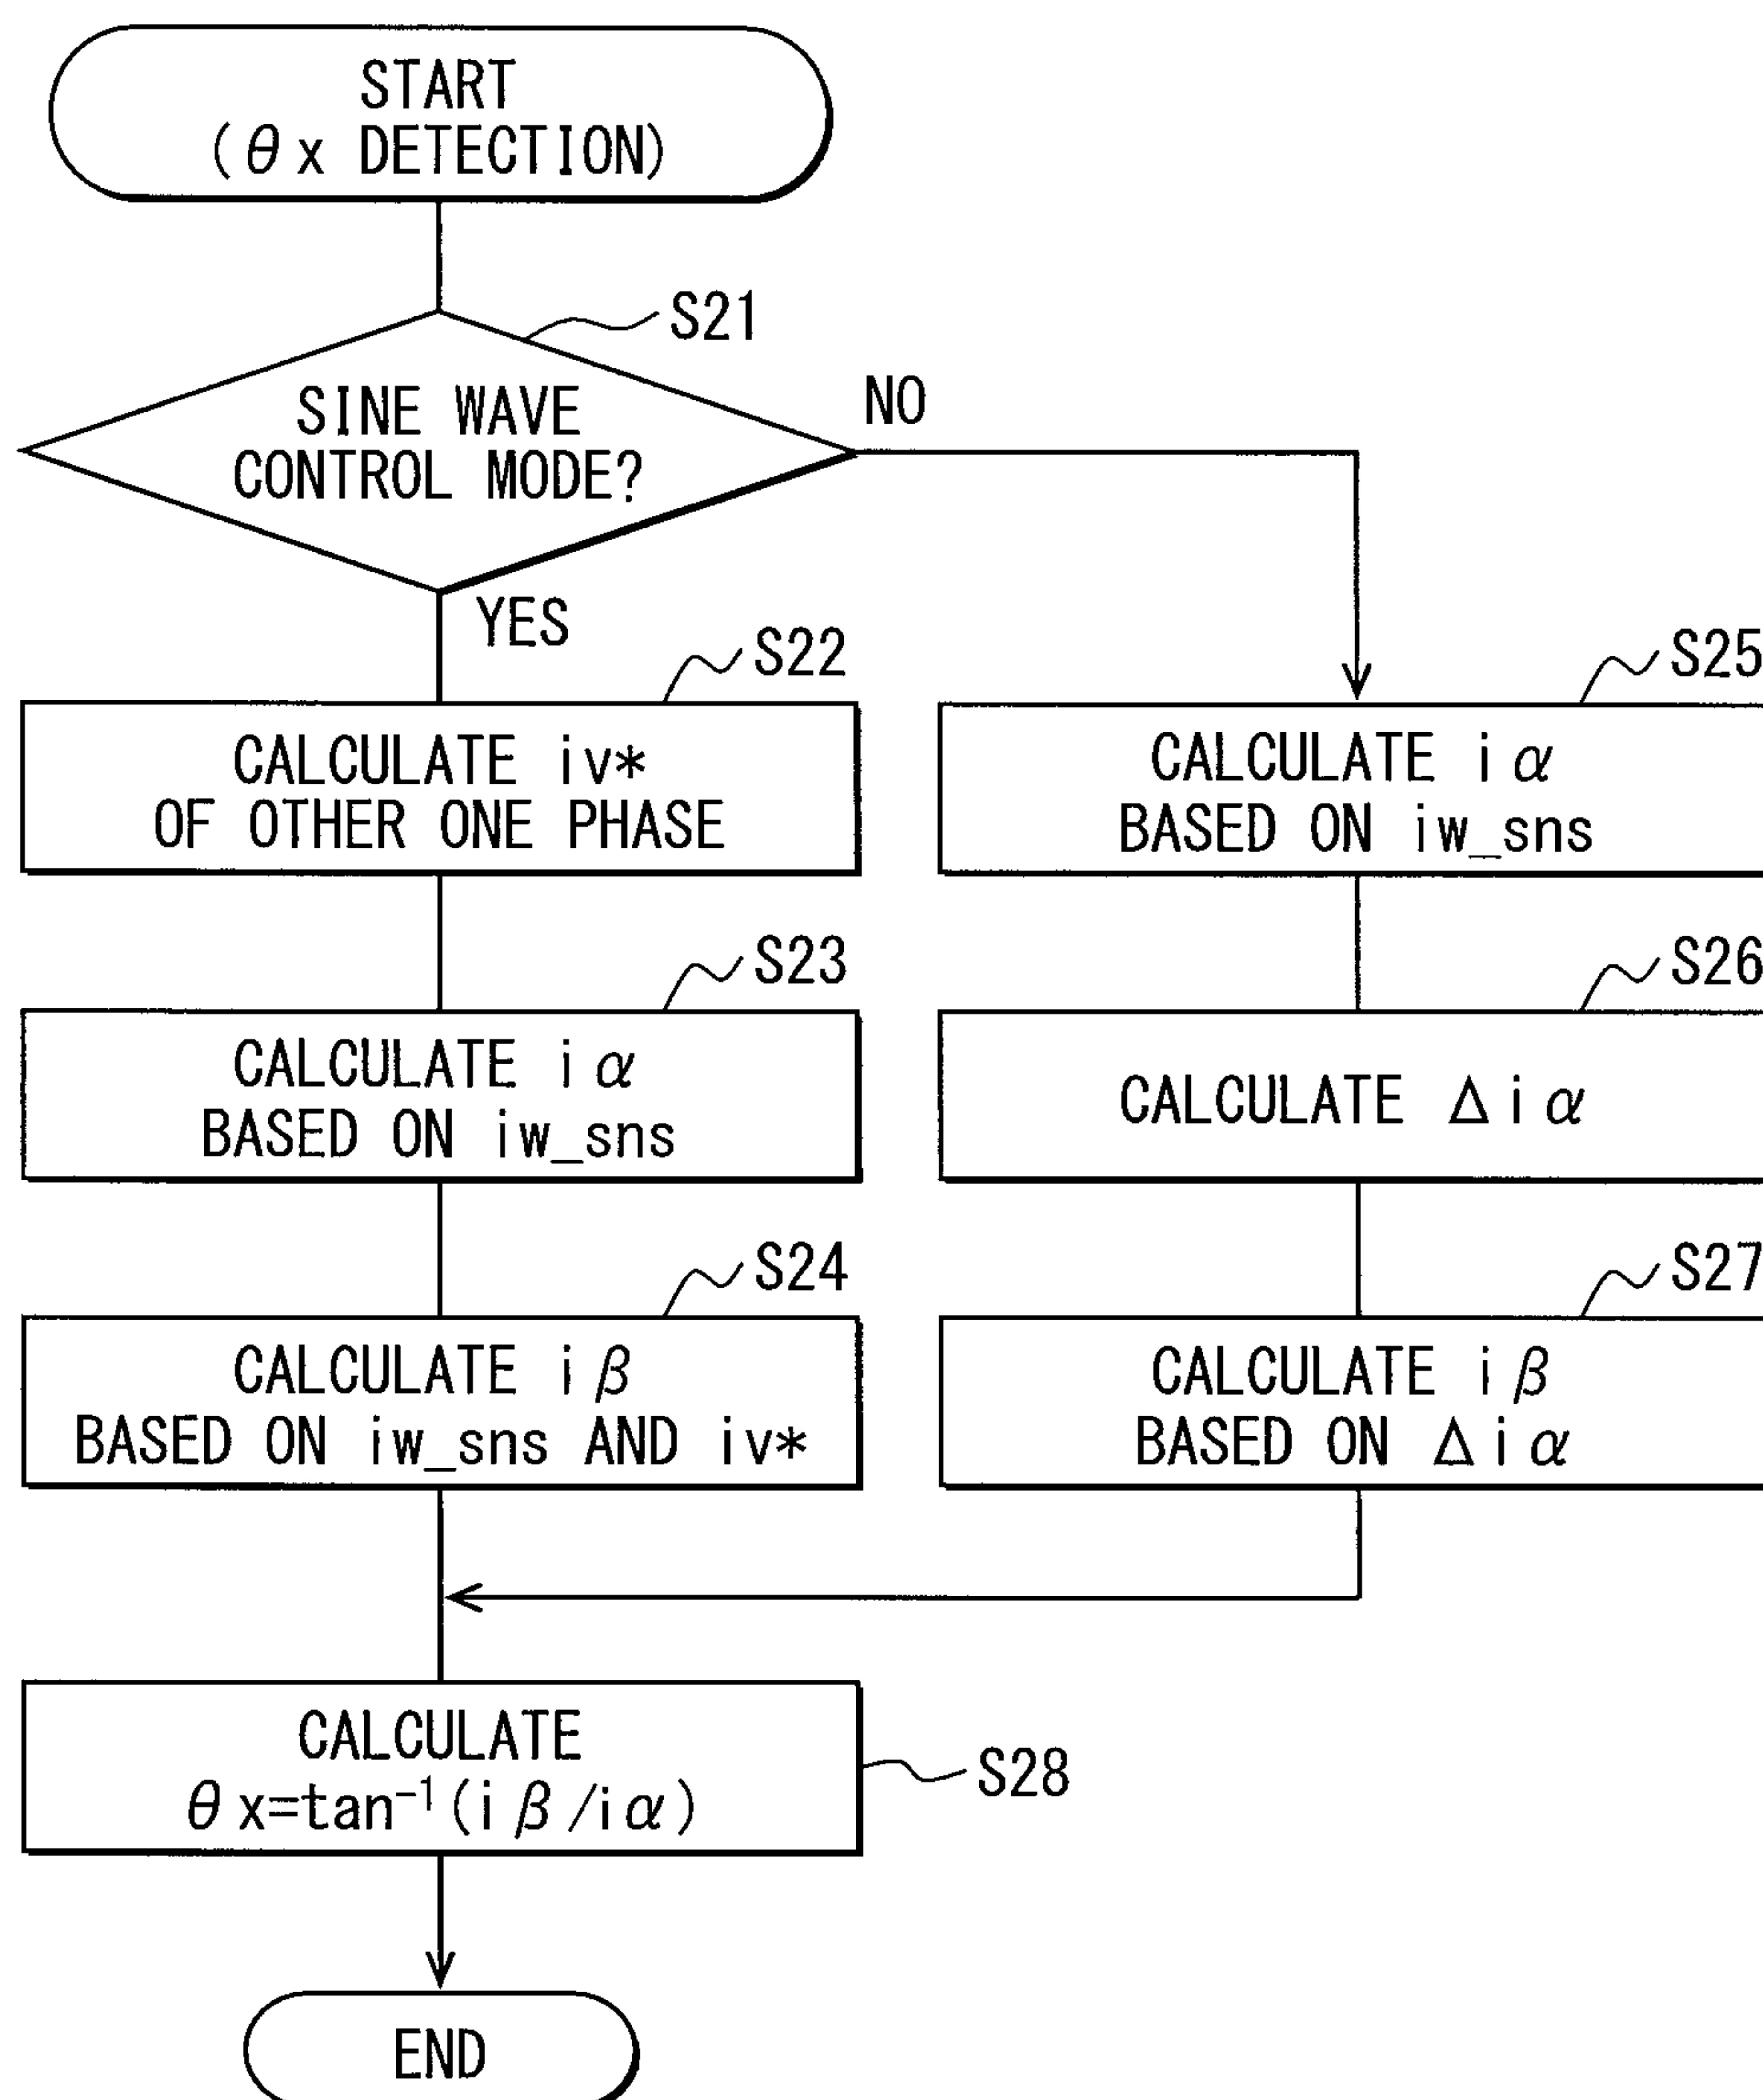 START
(θx DETECTION)
S21
SINE WAVE
CONTROL MODE?
NO
YES
S22
CALCULATE iv*
OF OTHER ONE PHASE
S23
CALCULATE iα
BASED ON iw_sns
S24
CALCULATE iβ
BASED ON iw_sns AND iv*
S25
CALCULATE iα
BASED ON iw_sns
S26
CALCULATE Δiα
S27
CALCULATE iβ
BASED ON Δiα
CALCULATE
θx=tan⁻¹(iβ/iα)
S28
END